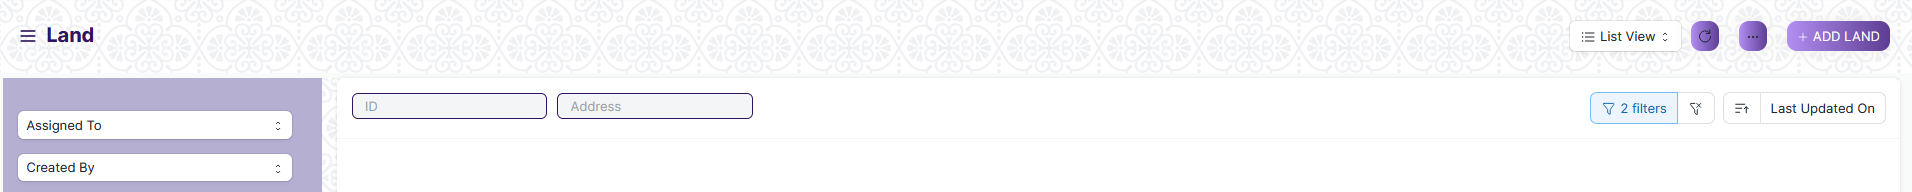 Land
List View
...
+ ADD LAND
Assigned To
Created By
ID
Address
2 filters
Last Updated On